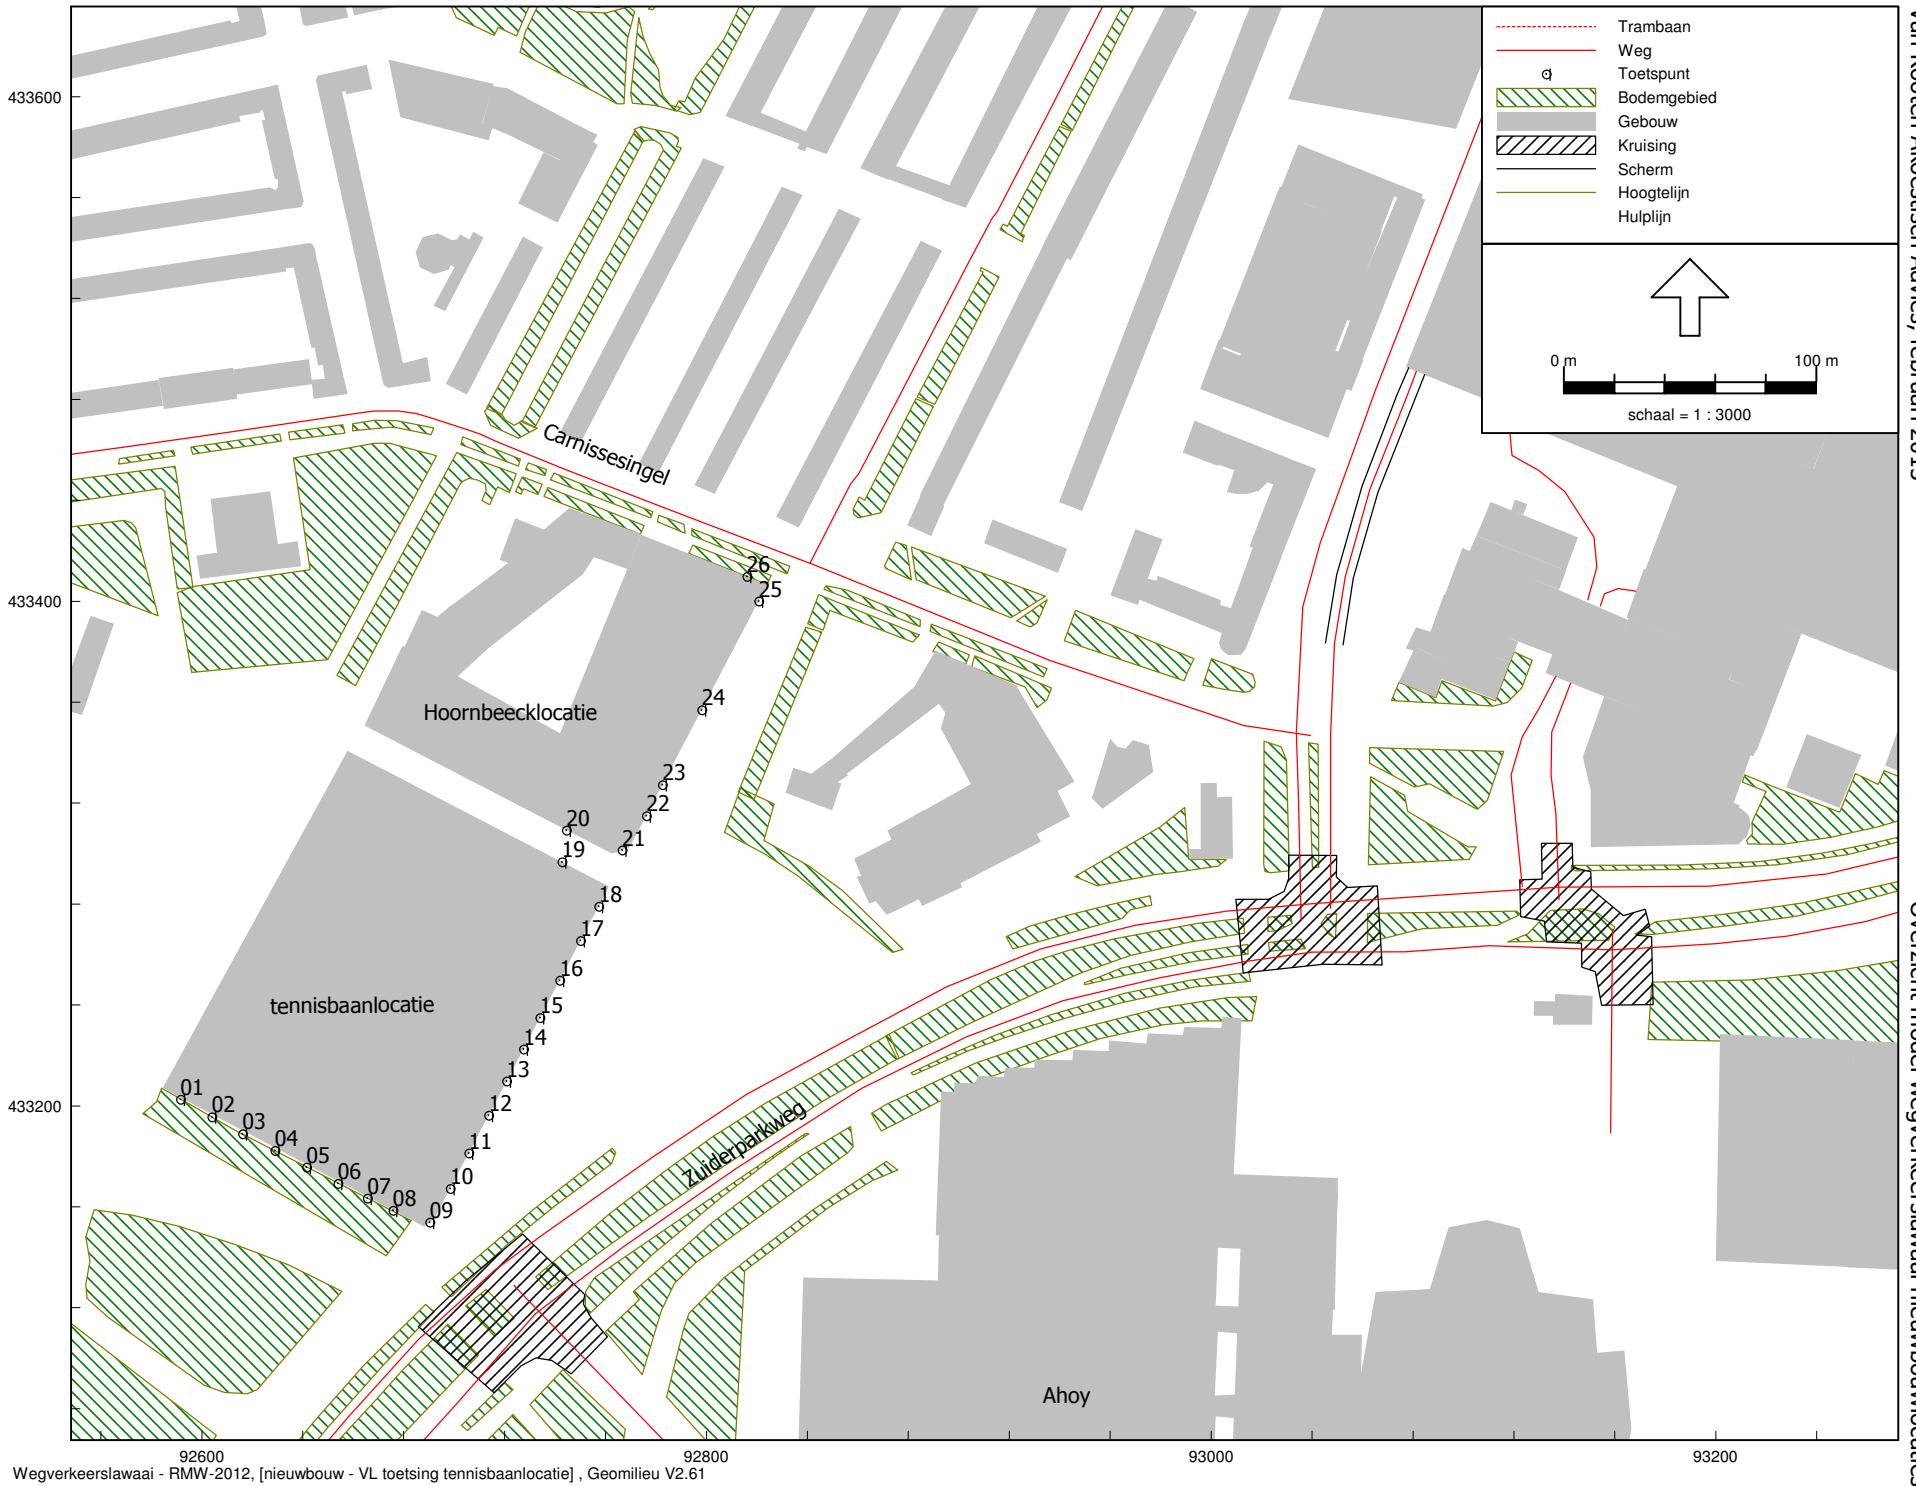 Trambaan
Weg
Toetspunt
Bodemgebied
Gebouw
Kruising
Scherm
Hoogtelijn
Hulplijn
0 m
100 m
schaal = 1 : 3000
433600
433400
433200
Carnissesingel
26
25
24
Hoornbeecklocatie
23
22
20
21
19
18
17
16
tennisbaanlocatie
15
14
13
12
01
02
03
04
05
06
07
08
09
10
11
Zuiderparkweg
Ahoy
92600
92800
93000
93200
Wegverkeerslawaai - RMW-2012, [nieuwbouw - VL toetsing tennisbaanlocatie] , Geomilieu V2.61